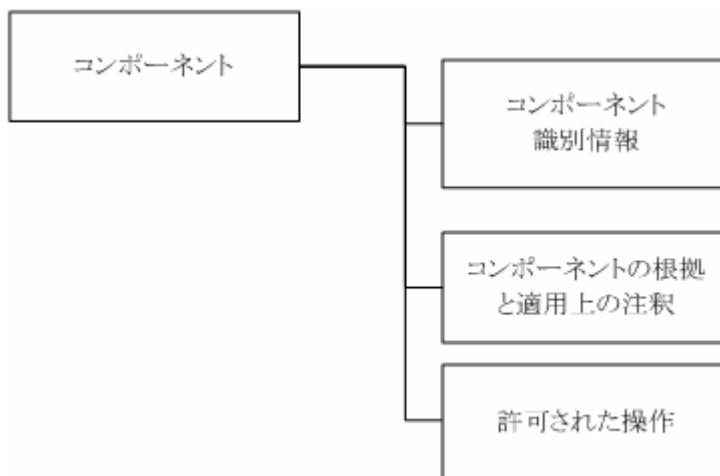 コンポーネント
コンポーネント
識別情報
コンポーネントの根拠
と適用上の注釈
許可された操作